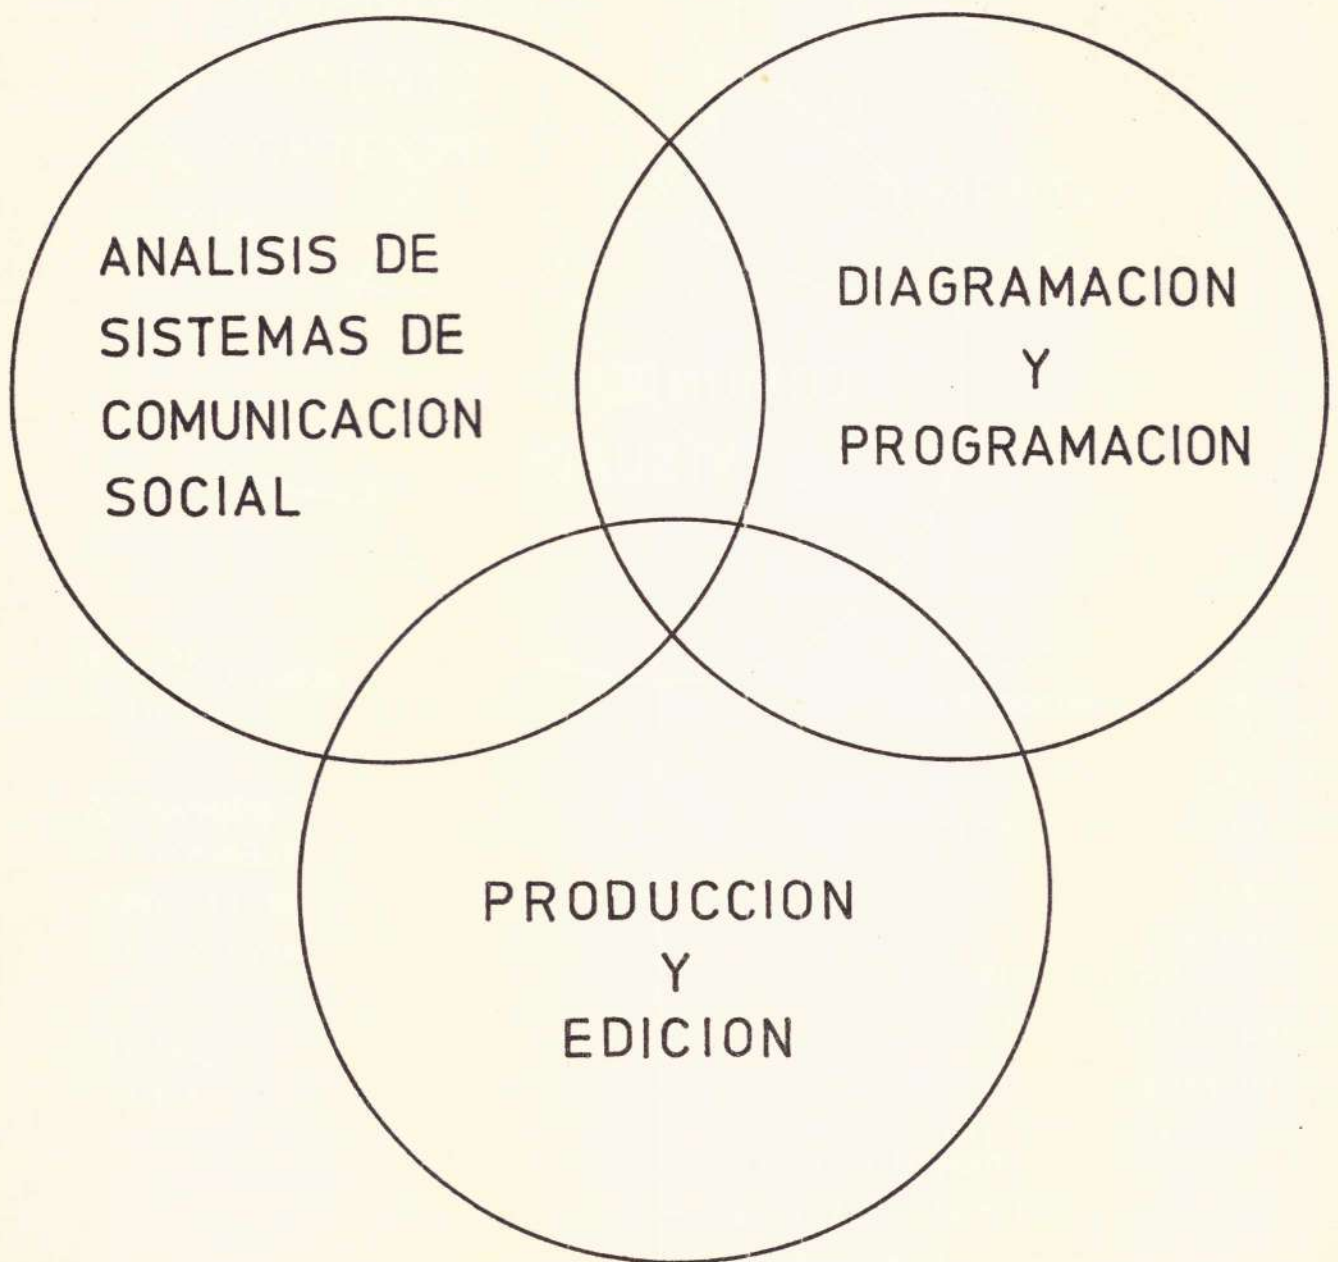 ANALISIS DE
SISTEMAS DE
COMUNICACION
SOCIAL
DIAGRAMACION
Y
PROGRAMACION
PRODUCCION
Y
EDICION